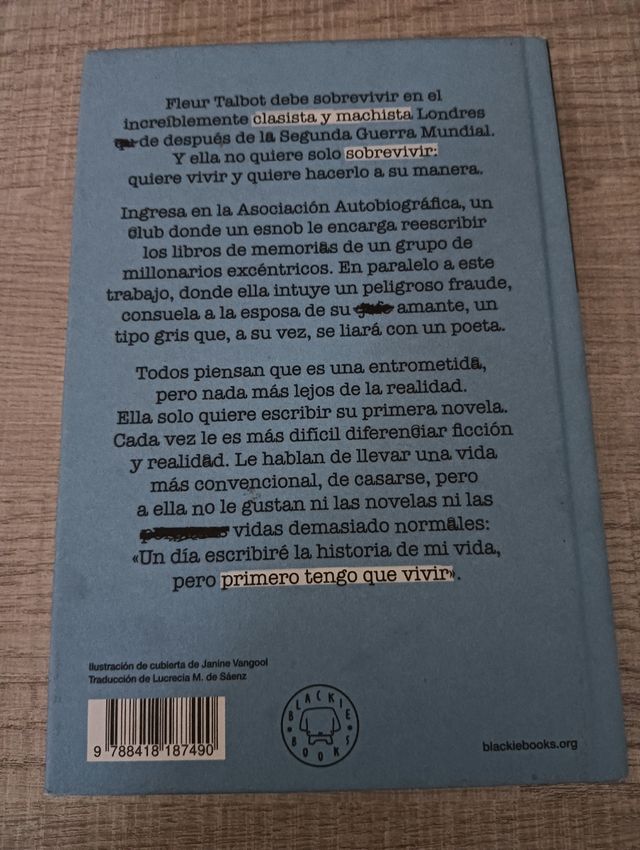 Fleur Talbot debe sobrevivir en el
increíblemente clasista y machista Londres
de después de la Segunda Guerra Mundial.
Y ella no quiere solo sobrevivir:
quiere vivir y quiere hacerlo a su manera.
Ingresa en la Asociación Autobiográfica, un
club donde un esnob le encarga reescribir
los libros de memorias de un grupo de
millonarios excéntricos. En paralelo a este
trabajo, donde ella intuye un peligroso fraude,
consuela a la esposa de su amante, un
tipo gris que, a su vez, se liará con un poeta.
Todos piensan que es una entrometida,
pero nada más lejos de la realidad.
Ella solo quiere escribir su primera novela.
Cada vez le es más difícil diferenciar ficción
y realidad. Le hablan de llevar una vida
más convencional, de casarse, pero
a ella no le gustan ni las novelas ni las
vidas demasiado normales:
«Un día escribiré la historia de mi vida,
pero primero tengo que vivir».
Ilustración de cubierta de Janine Vangool
Traducción de Lucrecia M. de Sáenz
9 788418 187490
BLACKIE BOOKS
blackiebooks.org